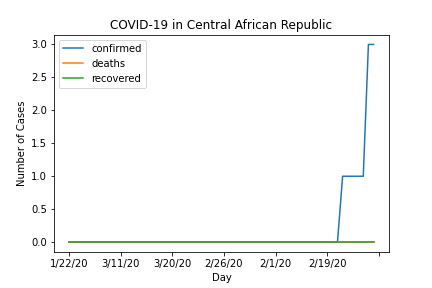 COVID-19 in Central African Republic
confirmed
deaths
recovered
3.0
2.5
2.0
1.5
1.0
0.5
0.0
Number of Cases
1/22/20 3/11/20 3/20/20 2/26/20 2/1/20 2/19/20
Day